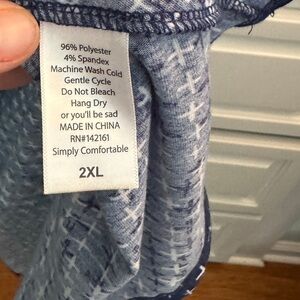 96% Polyester
4% Spandex
Machine Wash Cold
Gentle Cycle
Do Not Bleach
Hang Dry
or you'll be sad
MADE IN CHINA
RN#142161
Simply Comfortable
2XL